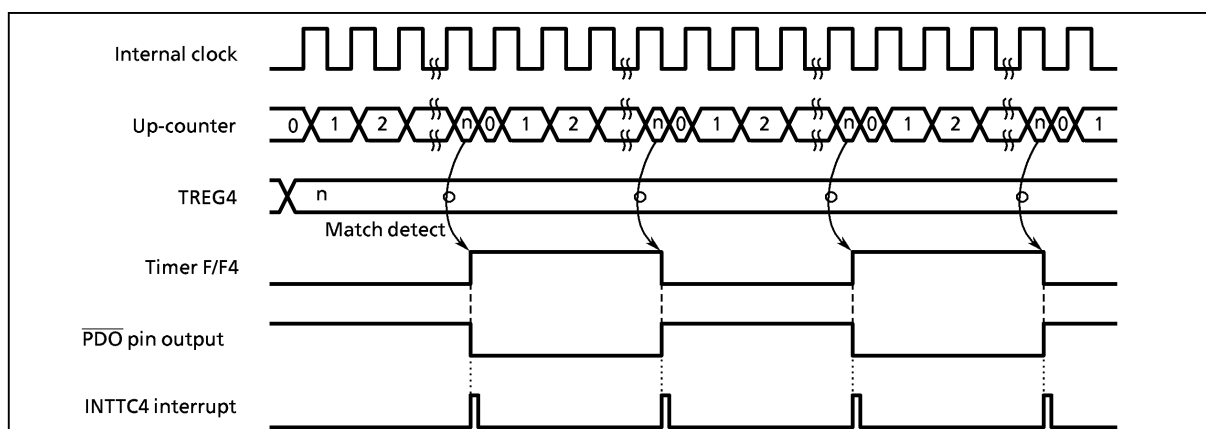 Internal clock
Up-counter 0 1 2 n 0 1 2 n 0 1 2 n 0 1 2 n 0 1
TREG4 n
Match detect
Timer F/F4
PDO pin output
INTTC4 interrupt